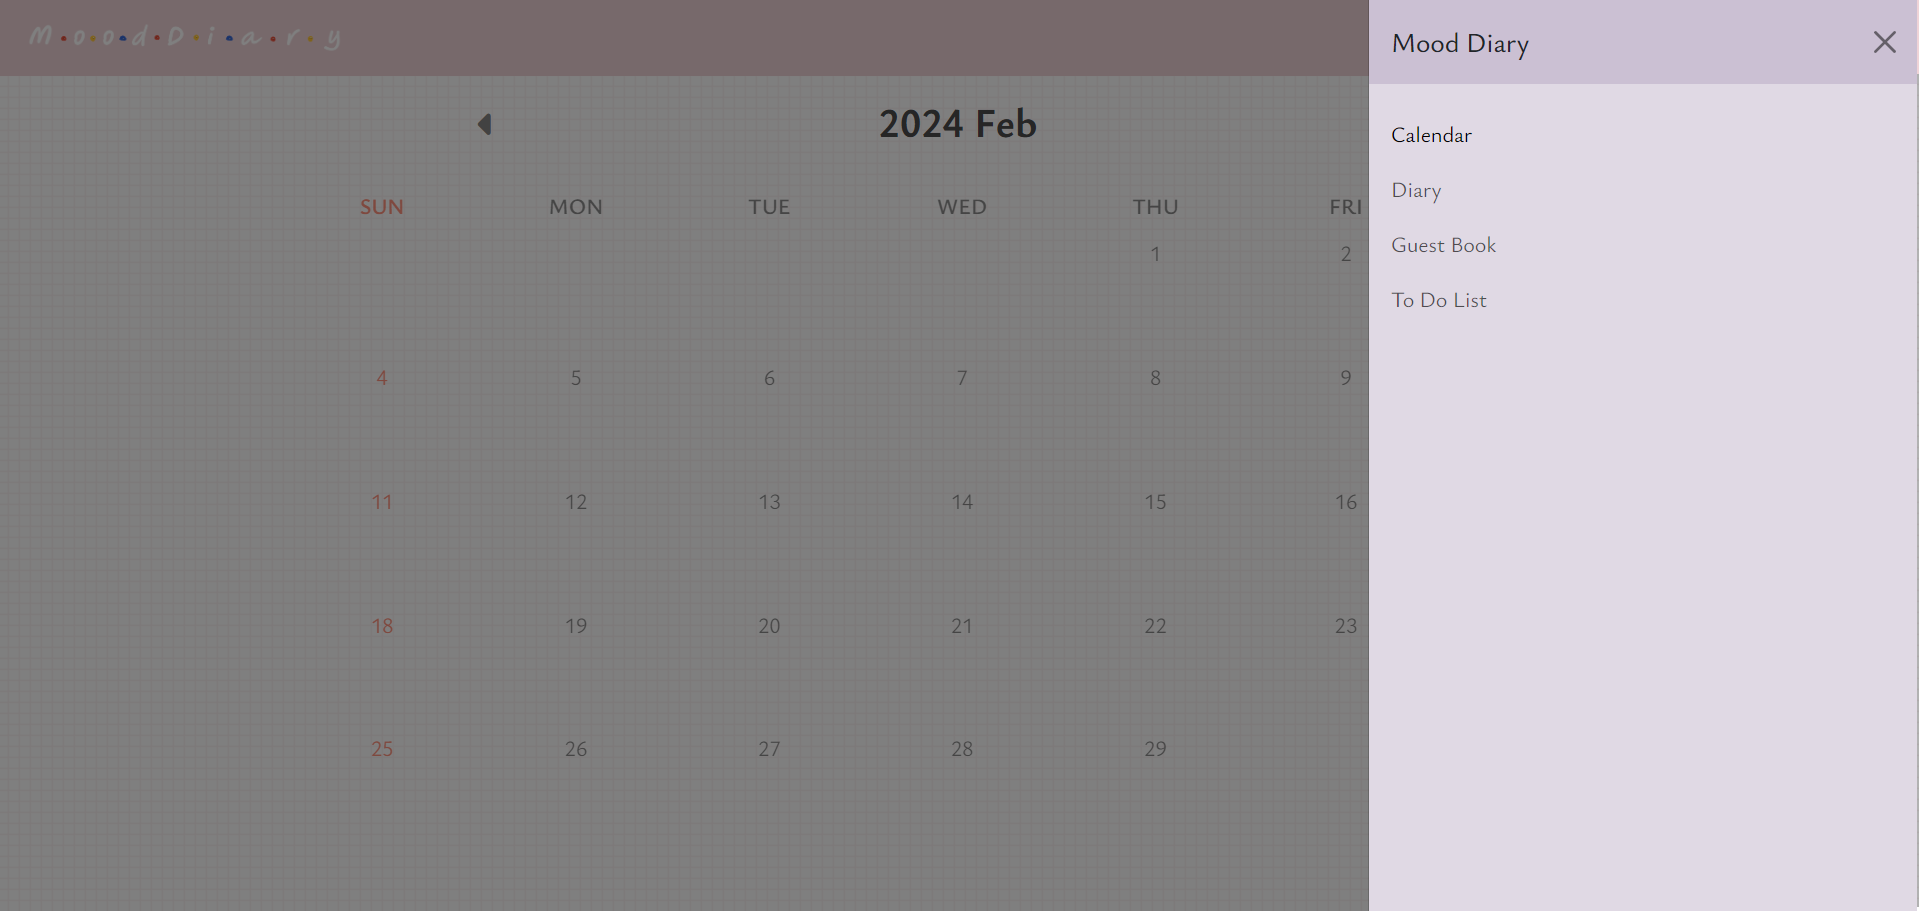 M•o•o•d•D•i•a•r•y
2024 Feb
SUN MON TUE WED THU FRI
1 2
4 5 6 7 8 9
11 12 13 14 15 16
18 19 20 21 22 23
25 26 27 28 29
Mood Diary
Calendar
Diary
Guest Book
To Do List